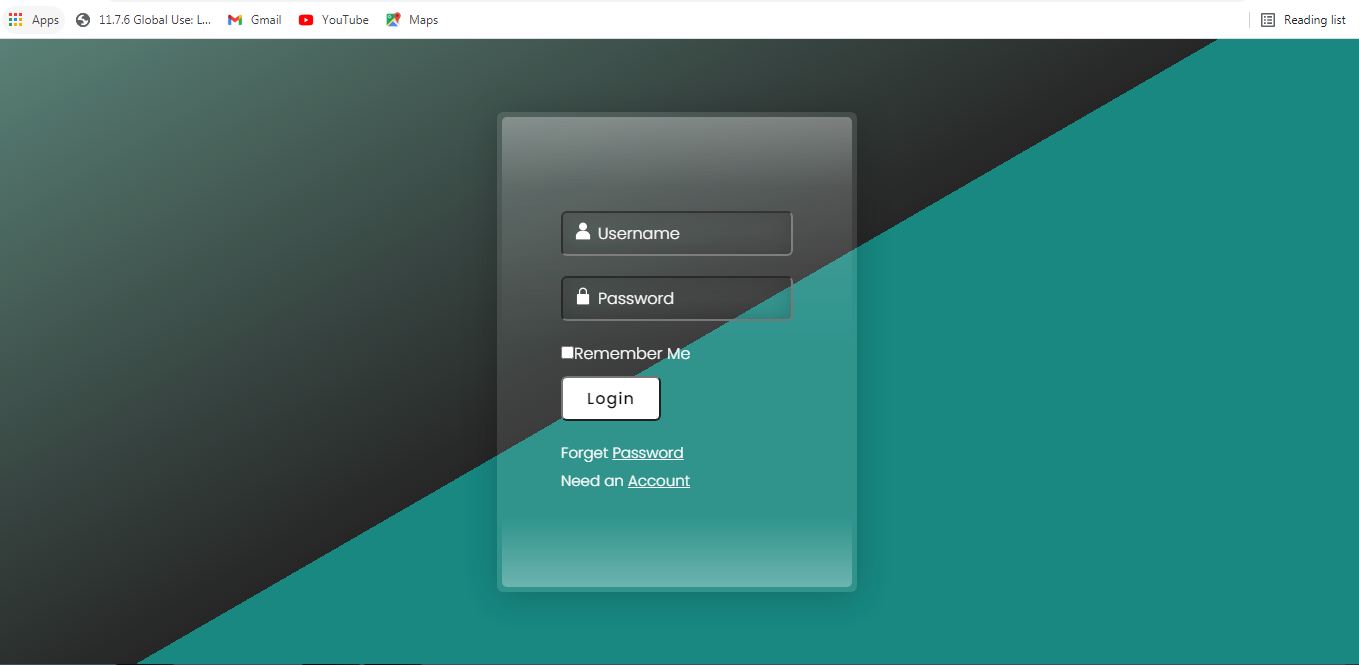 Apps 11.7.6 Global Use: L... Gmail YouTube Maps Reading list
Username
Password
Remember Me
Login
Forget Password
Need an Account